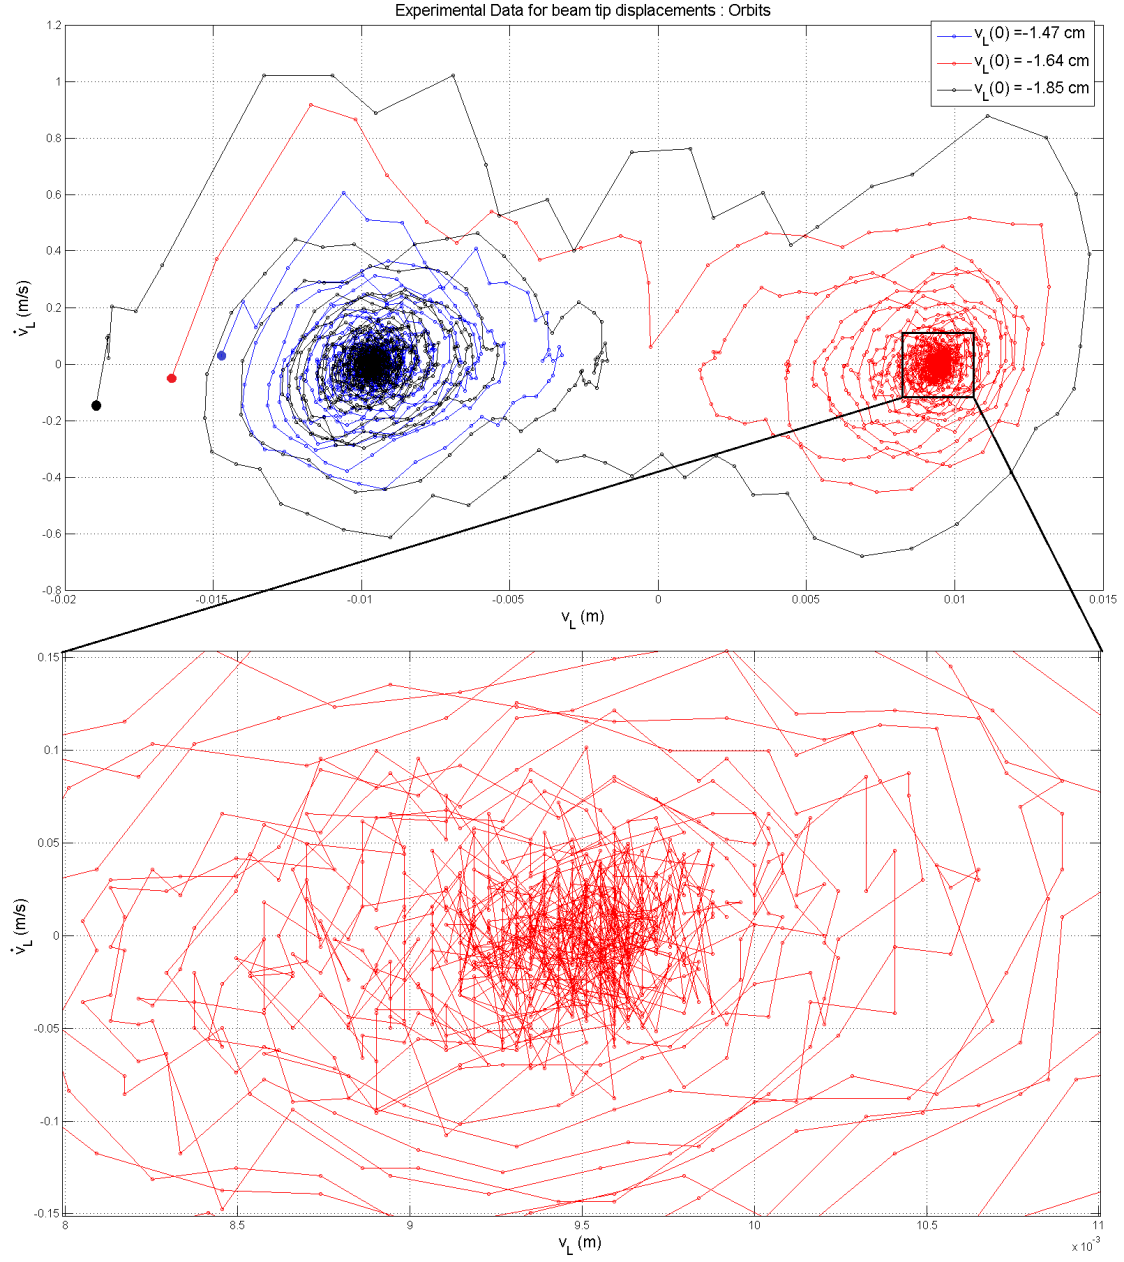 Experimental Data for beam tip displacements : Orbits
v_L(0) =-1.47 cm
v_L(0) = -1.64 cm
v_L(0) = -1.85 cm
1.2
1
0.8
0.6
0.4
0.2
0
-0.2
-0.4
-0.6
-0.8
v̇_L (m/s)
-0.02 -0.015 -0.01 -0.005 0 0.005 0.01 0.015
v_L (m)
0.15
0.1
0.05
0
-0.05
-0.1
-0.15
v̇_L (m/s)
8 8.5 9 9.5 10 10.5 11
x 10⁻³
v_L (m)